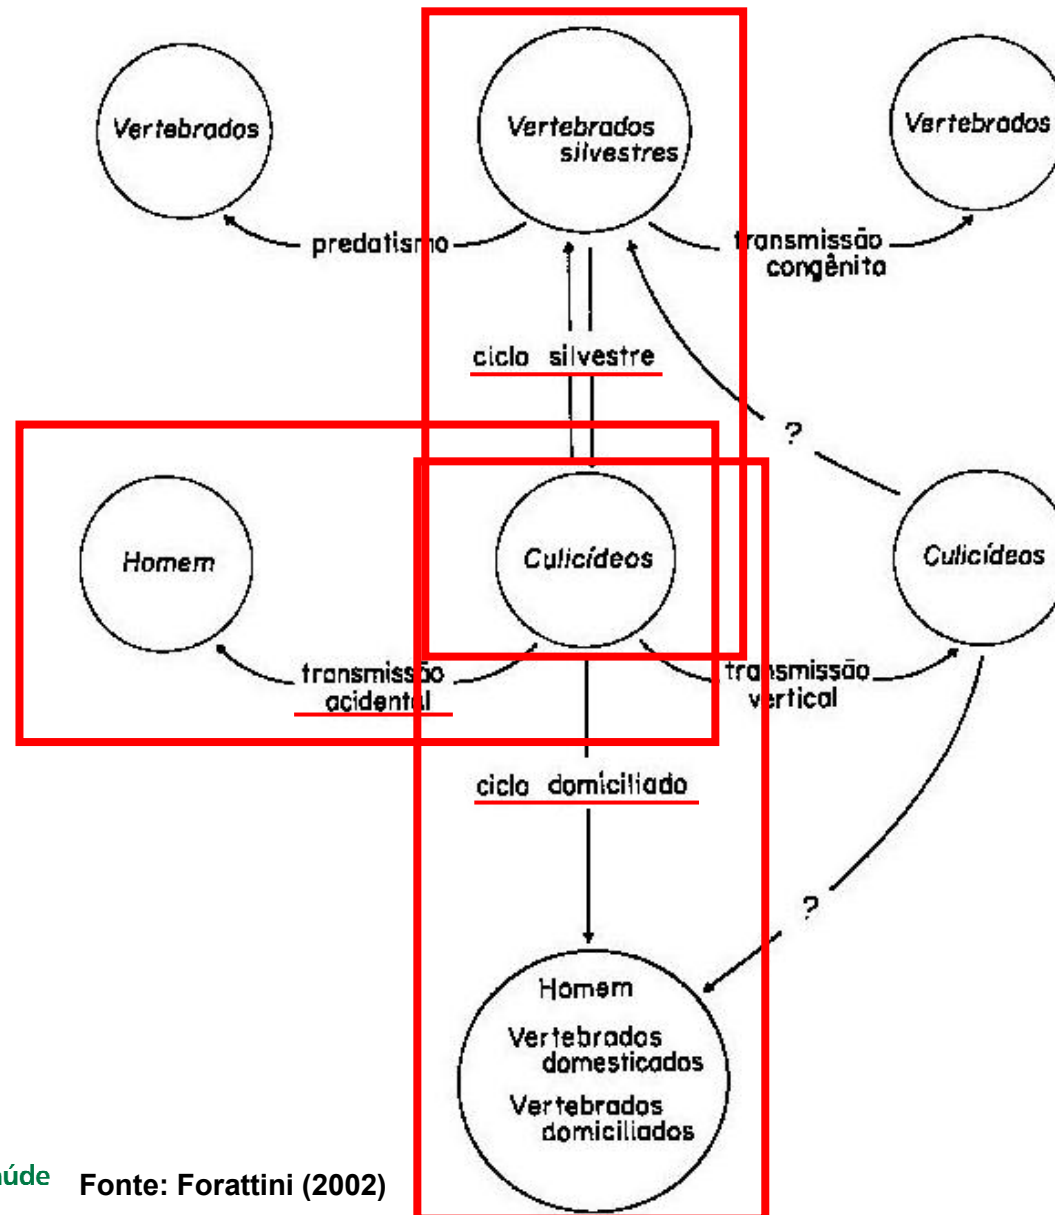 Vertebrados
Vertebrados
silvestres
Vertebrados
predatismo
transmissão
congênita
ciclo silvestre
?
Homem
Culicídeos
Culicídeos
transmissão
acidental
transmissão
vertical
ciclo domiciliado
?
Homem
Vertebrados
domesticados
Vertebrados
domiciliados
Fonte: Forattini (2002)